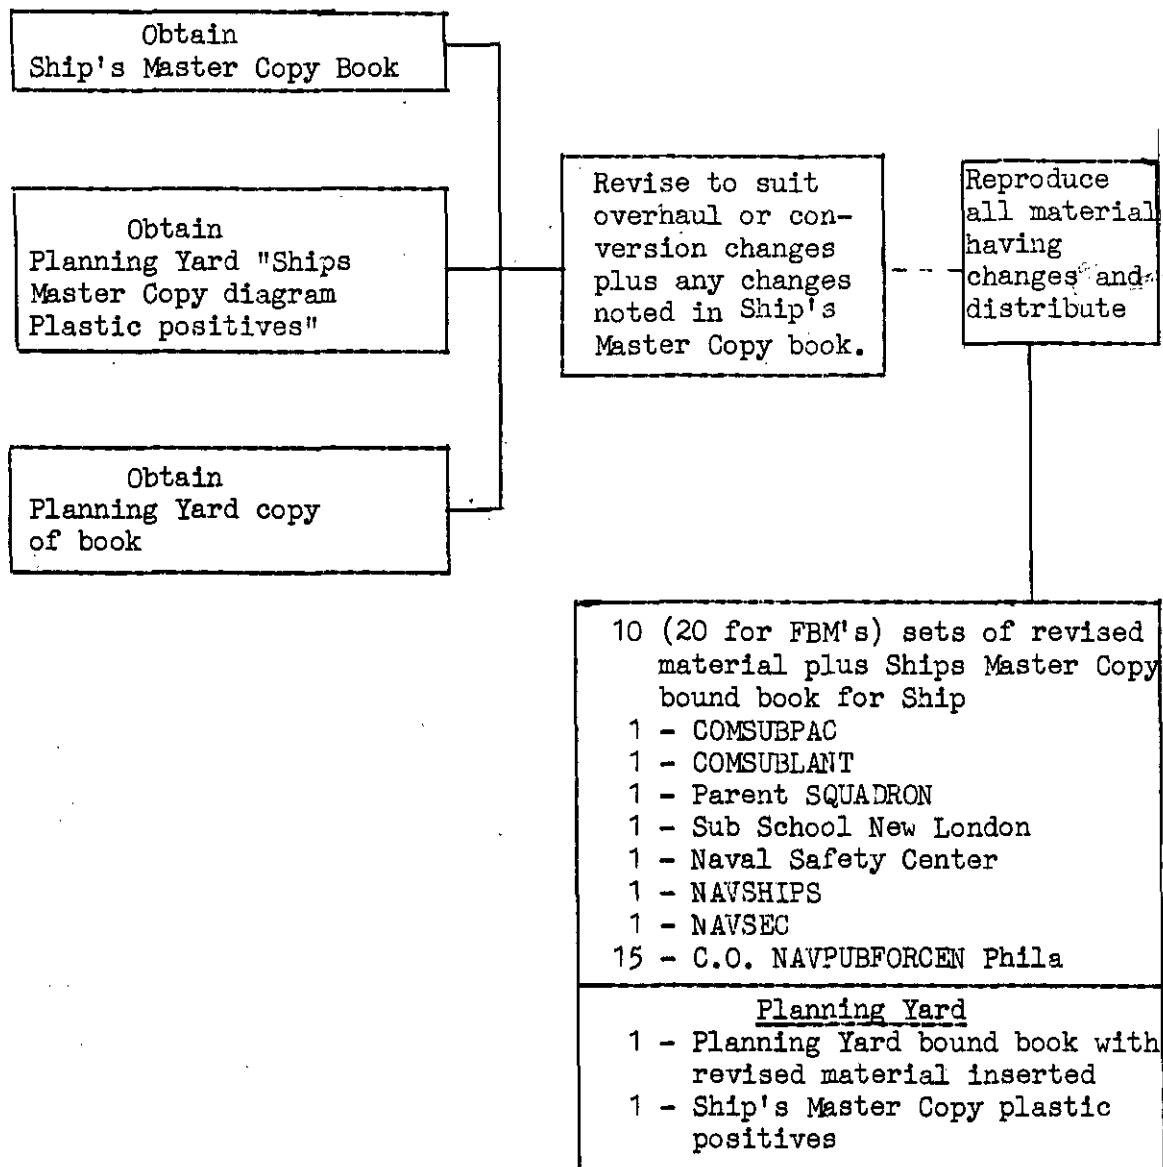 Obtain
Ship's Master Copy Book
Obtain
Planning Yard "Ships
Master Copy diagram
Plastic positives"
Obtain
Planning Yard copy
of book
Revise to suit
overhaul or con-
version changes
plus any changes
noted in Ship's
Master Copy book.
Reproduce
all material
having
changes and
distribute
10 (20 for FBM's) sets of revised
material plus Ships Master Copy
bound book for Ship
1 - COMSUBPAC
1 - COMSUBLANT
1 - Parent SQUADRON
1 - Sub School New London
1 - Naval Safety Center
1 - NAVSHIPS
1 - NAVSEC
15 - C.O. NAVPUBFORCEN Phila
Planning Yard
1 - Planning Yard bound book with
revised material inserted
1 - Ship's Master Copy plastic
positives